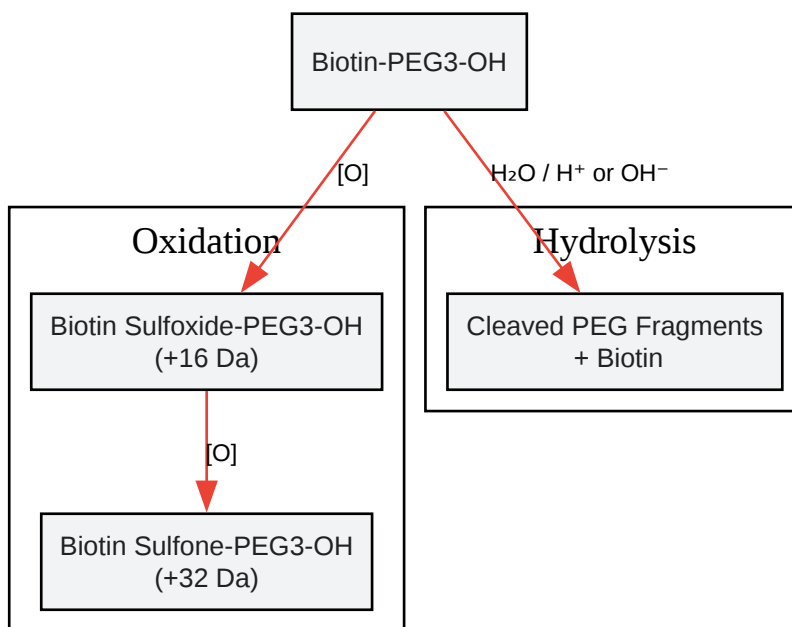 Biotin-PEG3-OH
[O]
H₂O / H⁺ or OH⁻
Oxidation
Hydrolysis
Biotin Sulfoxide-PEG3-OH
(+16 Da)
Cleaved PEG Fragments
+ Biotin
[O]
Biotin Sulfone-PEG3-OH
(+32 Da)